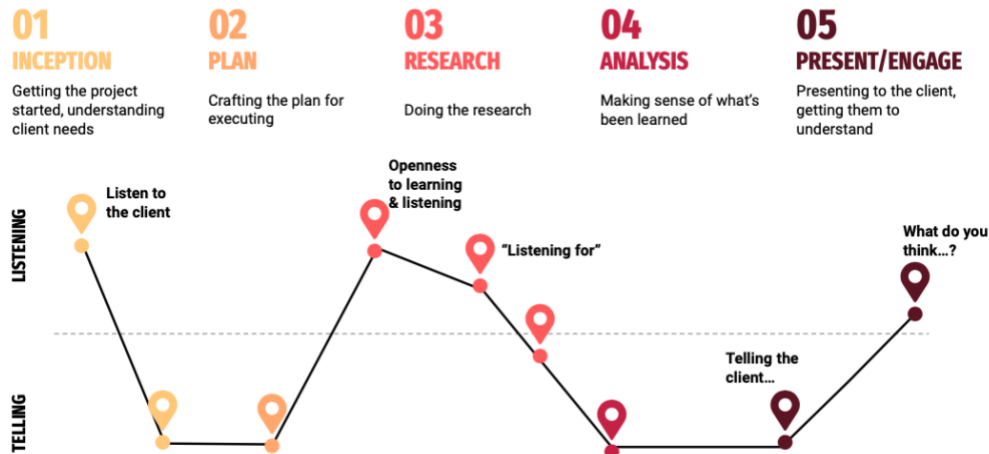 01
INCEPTION
Getting the project
started, understanding
client needs
02
PLAN
Crafting the plan for
executing
03
RESEARCH
Doing the research
04
ANALYSIS
Making sense of what's
been learned
05
PRESENT/ENGAGE
Presenting to the client,
getting them to
understand
LISTENING
TELLING
Listen to
the client
Openness
to learning
& listening
“Listening for”
Telling the
client...
What do you
think...?